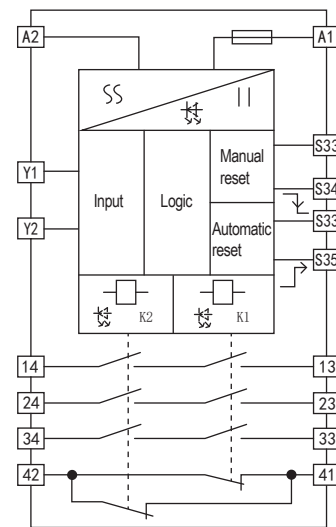 A2
A1
S33
Y1
Manual
reset
S34
Input
Logic
S33
Y2
Automatic
reset
S35
K2
K1
14
13
24
23
34
33
42
41